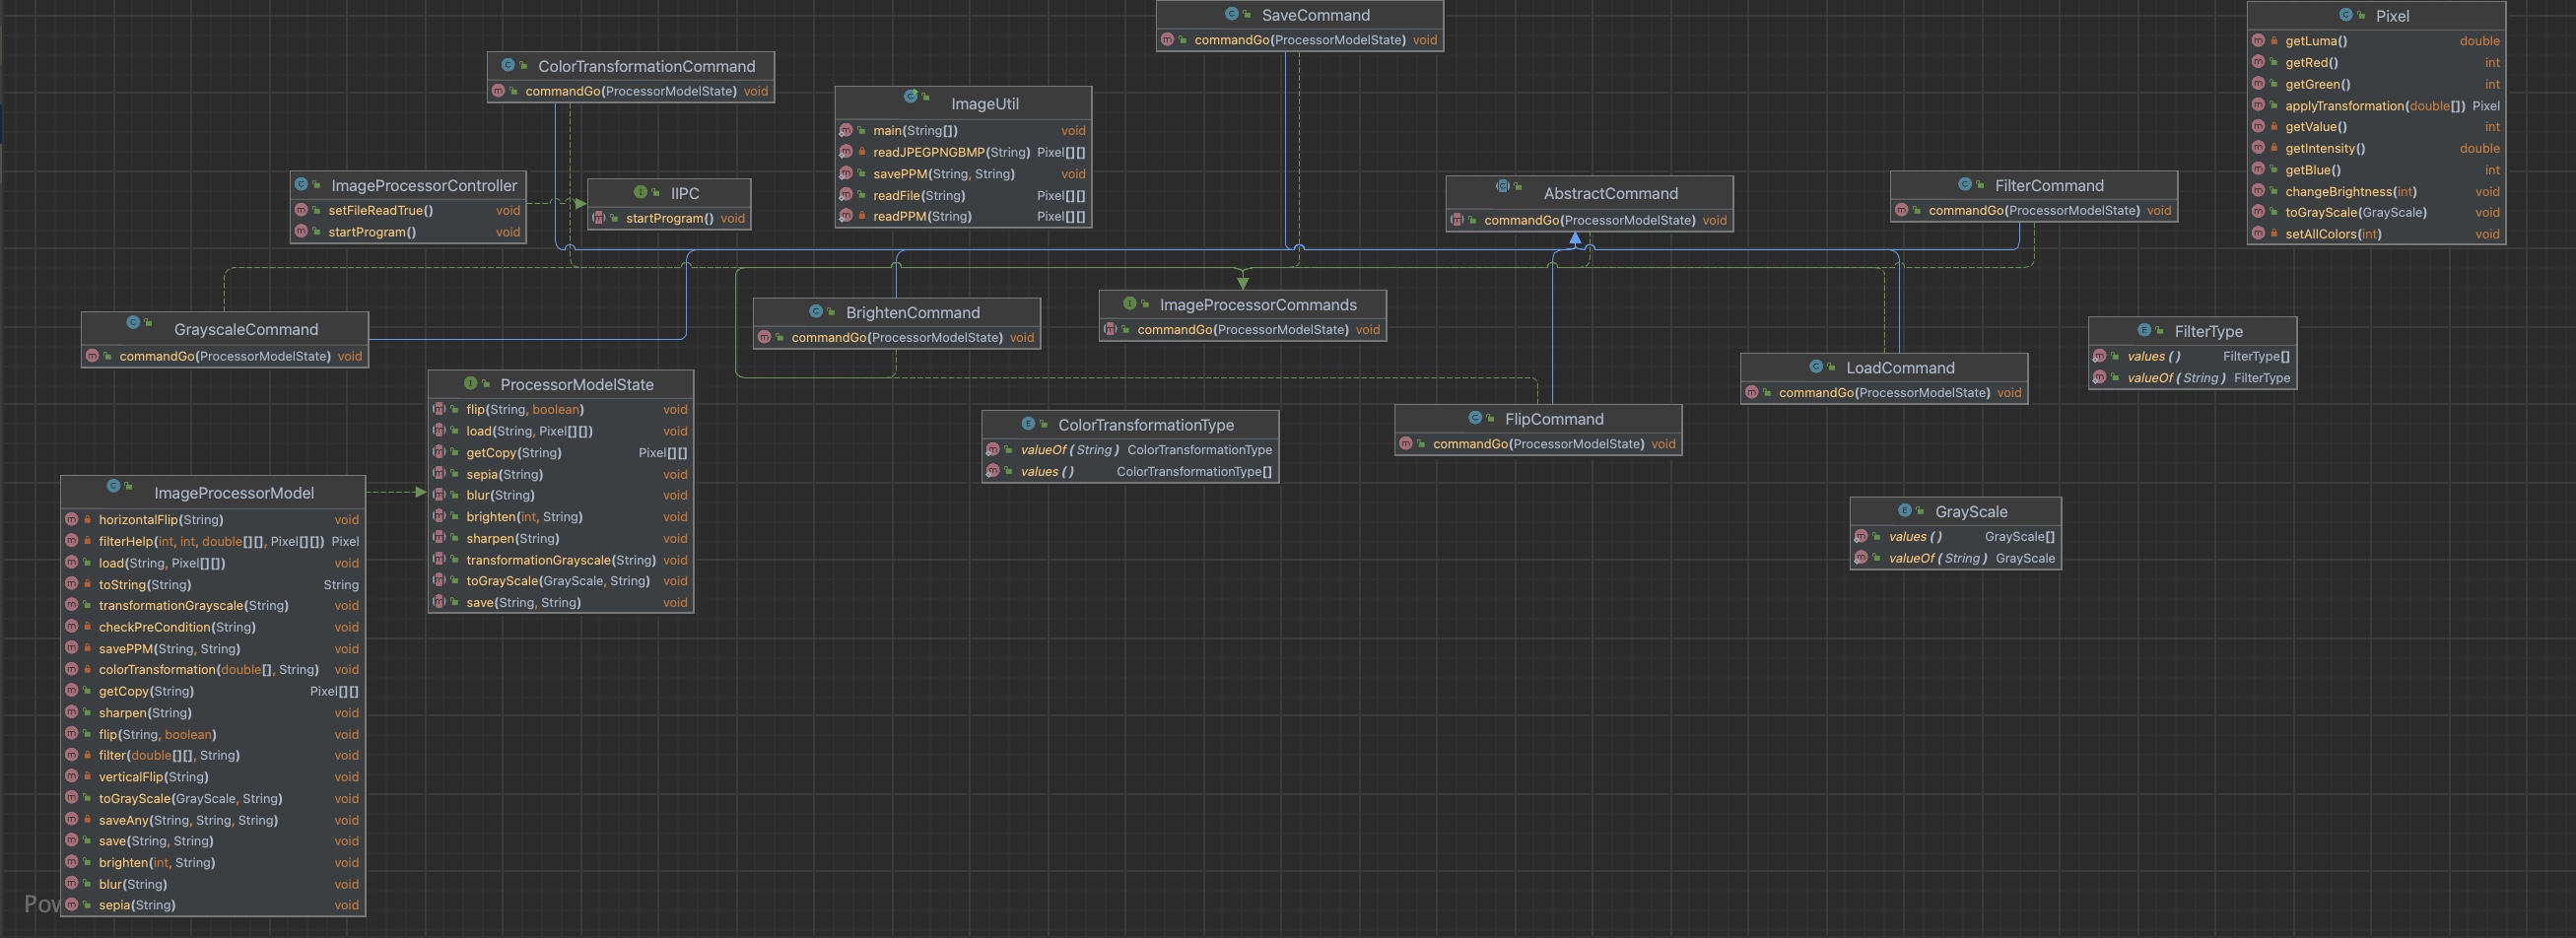 SaveCommand
commandGo(ProcessorModelState) void
Pixel
getLuma() double
getRed() int
getGreen() int
applyTransformation(double[]) Pixel
getValue() int
getIntensity() double
getBlue() int
changeBrightness(int) void
toGrayScale(GrayScale) void
setAllColors(int) void
ColorTransformationCommand
commandGo(ProcessorModelState) void
ImageUtil
main(String[]) void
readJPEGPNGBMP(String) Pixel[][]
savePPM(String, String) void
readFile(String) Pixel[][]
readPPM(String) Pixel[][]
ImageProcessorController
setFileReadTrue() void
startProgram() void
IIPC
startProgram() void
AbstractCommand
commandGo(ProcessorModelState) void
FilterCommand
commandGo(ProcessorModelState) void
GrayscaleCommand
commandGo(ProcessorModelState) void
BrightenCommand
commandGo(ProcessorModelState) void
ImageProcessorCommands
commandGo(ProcessorModelState) void
FilterType
values() FilterType[]
valueOf(String) FilterType
LoadCommand
commandGo(ProcessorModelState) void
ProcessorModelState
flip(String, boolean) void
load(String, Pixel[][]) void
getCopy(String) Pixel[][]
sepia(String) void
blur(String) void
brighten(int, String) void
sharpen(String) void
transformationGrayscale(String) void
toGrayScale(GrayScale, String) void
save(String, String) void
ColorTransformationType
valueOf(String) ColorTransformationType
values() ColorTransformationType[]
FlipCommand
commandGo(ProcessorModelState) void
GrayScale
values() GrayScale[]
valueOf(String) GrayScale
ImageProcessorModel
horizontalFlip(String) void
filterHelp(int, int, double[][], Pixel[][]) Pixel
load(String, Pixel[][]) void
toString(String) String
transformationGrayscale(String) void
checkPreCondition(String) void
savePPM(String, String) void
colorTransformation(double[], String) void
getCopy(String) Pixel[][]
sharpen(String) void
flip(String, boolean) void
filter(double[][], String) void
verticalFlip(String) void
toGrayScale(GrayScale, String) void
saveAny(String, String, String) void
save(String, String) void
brighten(int, String) void
blur(String) void
sepia(String) void